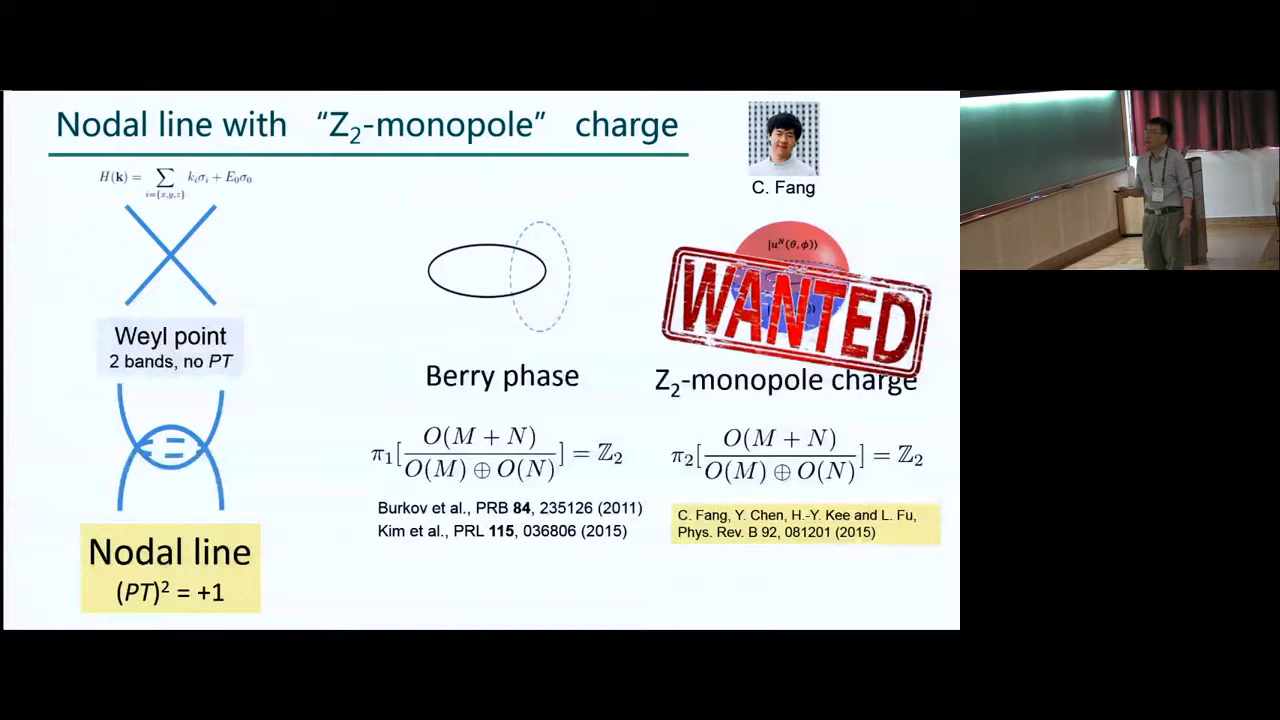 Nodal line with “Z₂-monopole” charge
H(k) = ∑ kᵢσᵢ + E₀σ₀
i={x,y,z}
Weyl point
2 bands, no PT
Nodal line
(PT)² = +1
Berry phase
π₁[O(M + N) / O(M) ⊕ O(N)] = ℤ₂
Burkov et al., PRB 84, 235126 (2011)
Kim et al., PRL 115, 036806 (2015)
C. Fang
|uᴺ(θ,ϕ)⟩
WANTED
Z₂-monopole charge
π₂[O(M + N) / O(M) ⊕ O(N)] = ℤ₂
C. Fang, Y. Chen, H.-Y. Kee and L. Fu,
Phys. Rev. B 92, 081201 (2015)